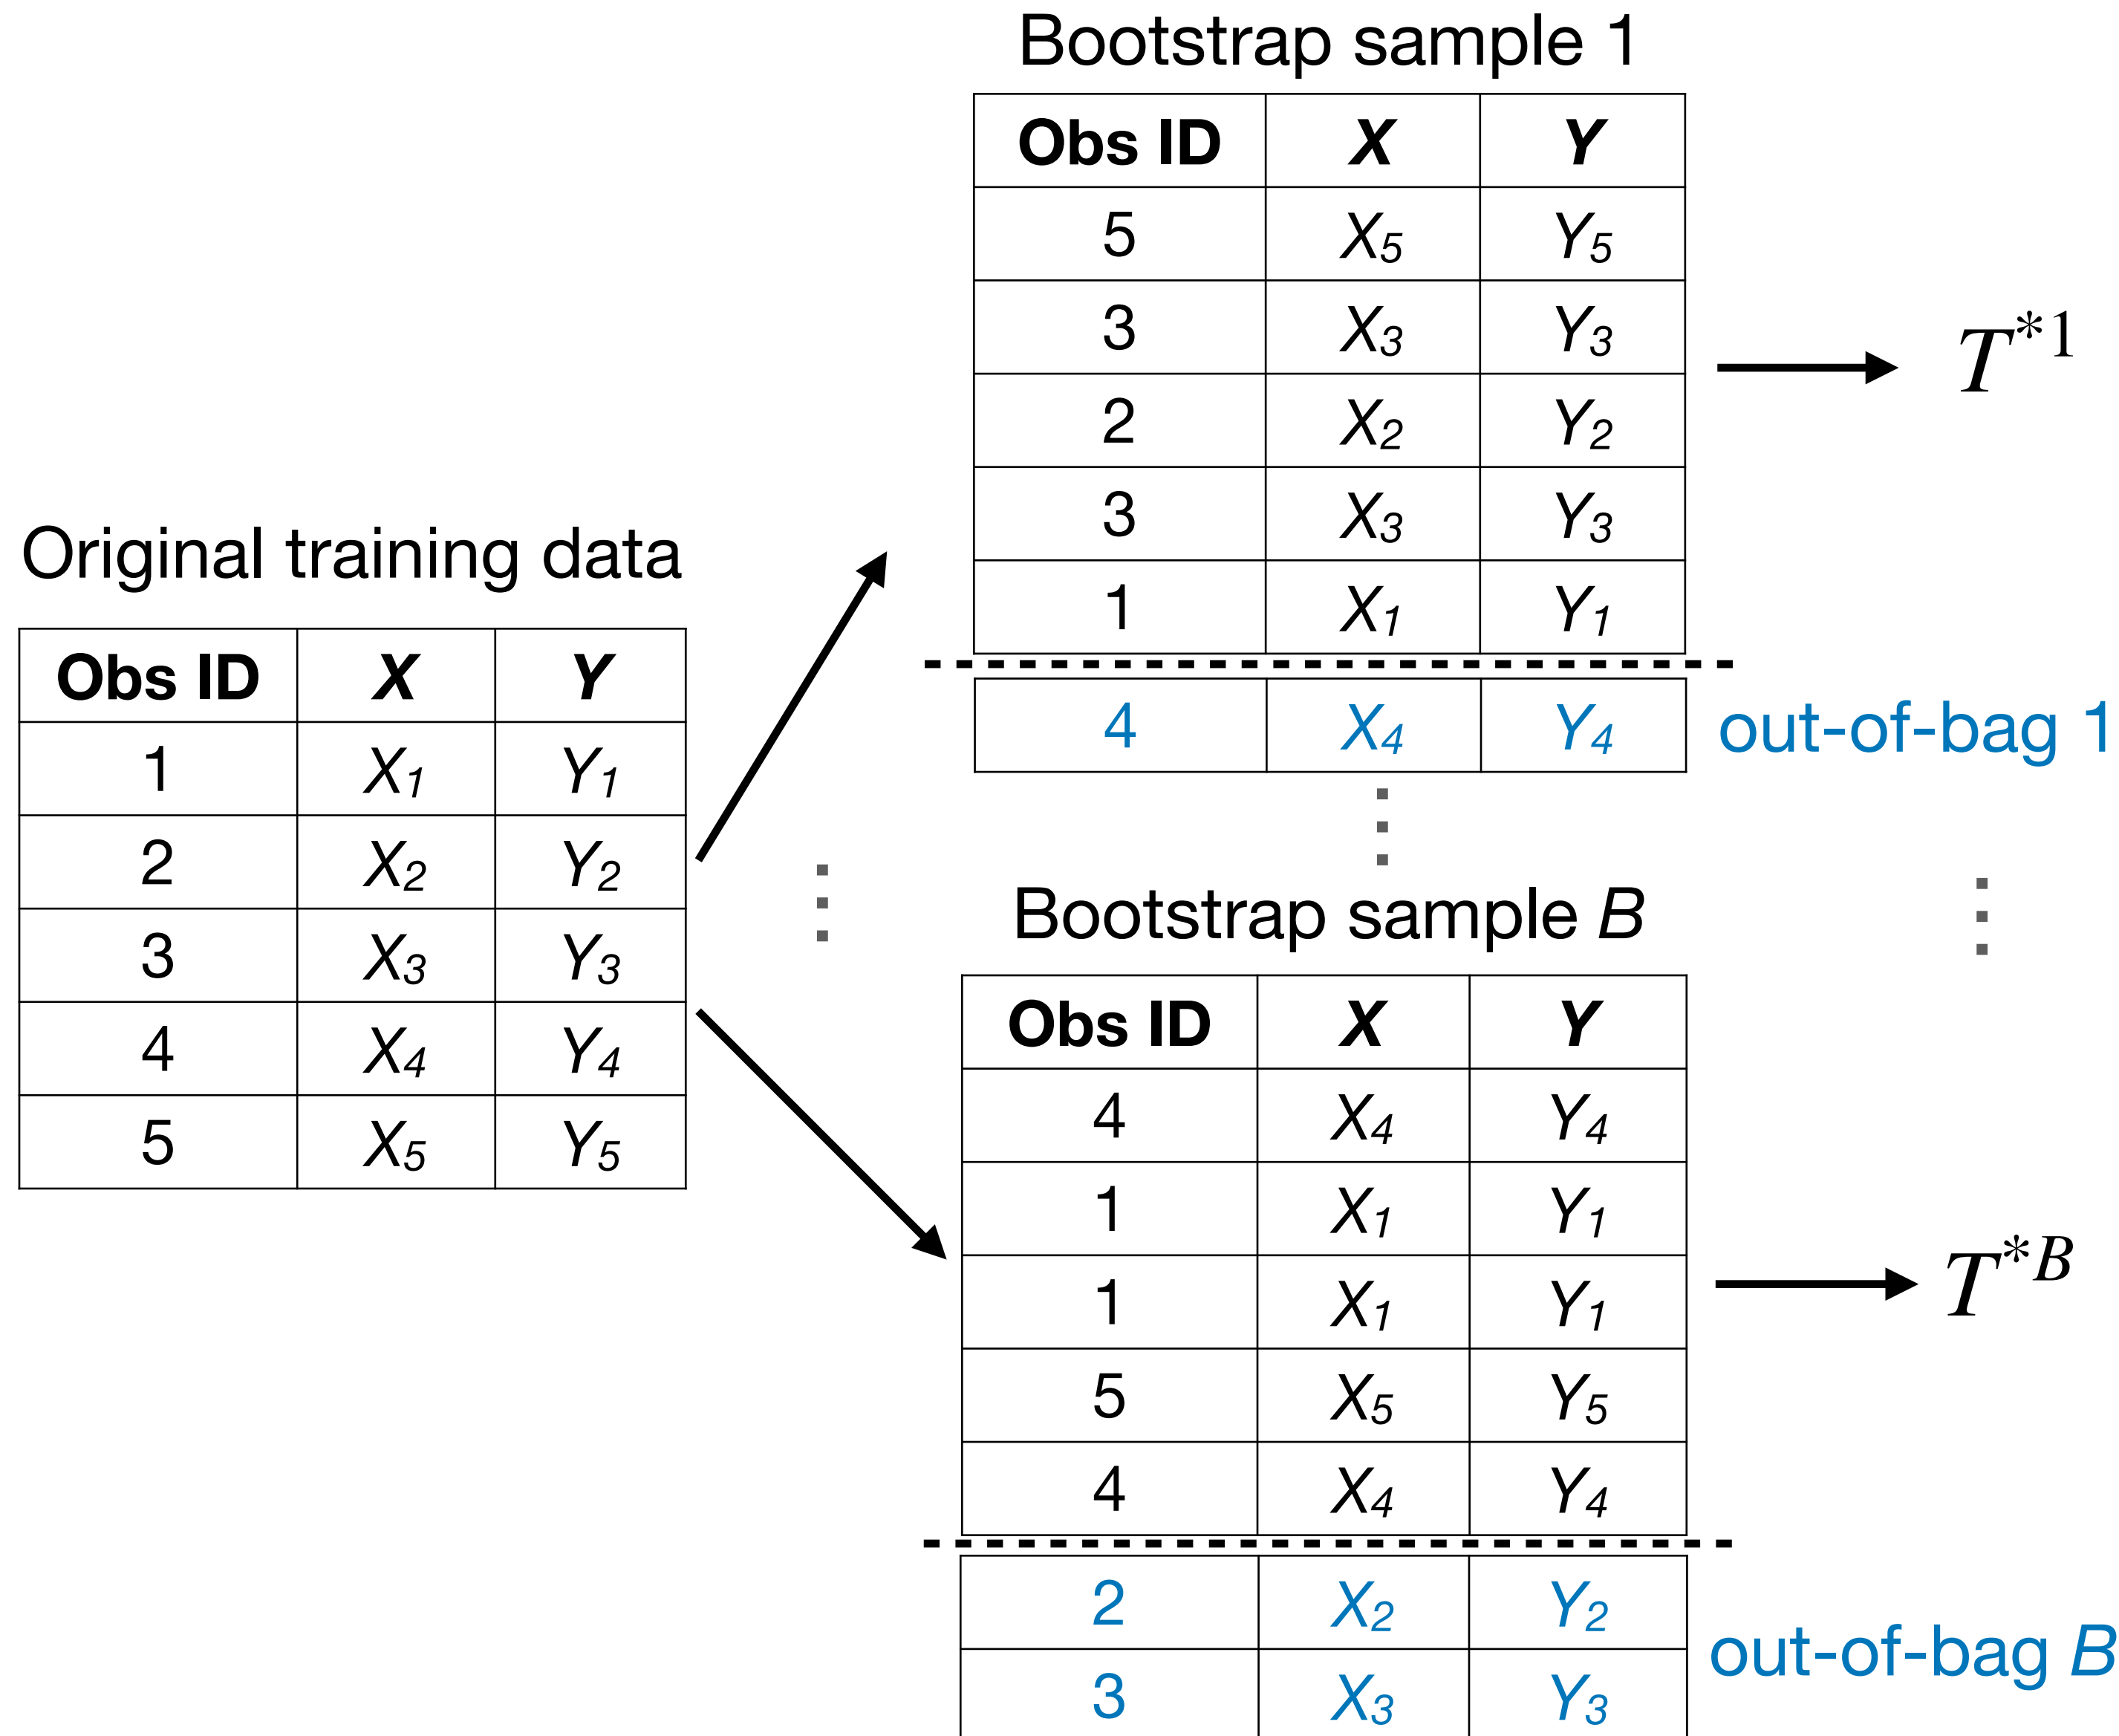 Bootstrap sample 1
Obs ID X Y
5 X5 Y5
3 X3 Y3
2 X2 Y2
3 X3 Y3
1 X1 Y1
T*1
4 X4 Y4 out-of-bag 1
Original training data
Obs ID X Y
1 X1 Y1
2 X2 Y2
3 X3 Y3
4 X4 Y4
5 X5 Y5
Bootstrap sample B
Obs ID X Y
4 X4 Y4
1 X1 Y1
1 X1 Y1
5 X5 Y5
4 X4 Y4
T*B
2 X2 Y2
3 X3 Y3
out-of-bag B